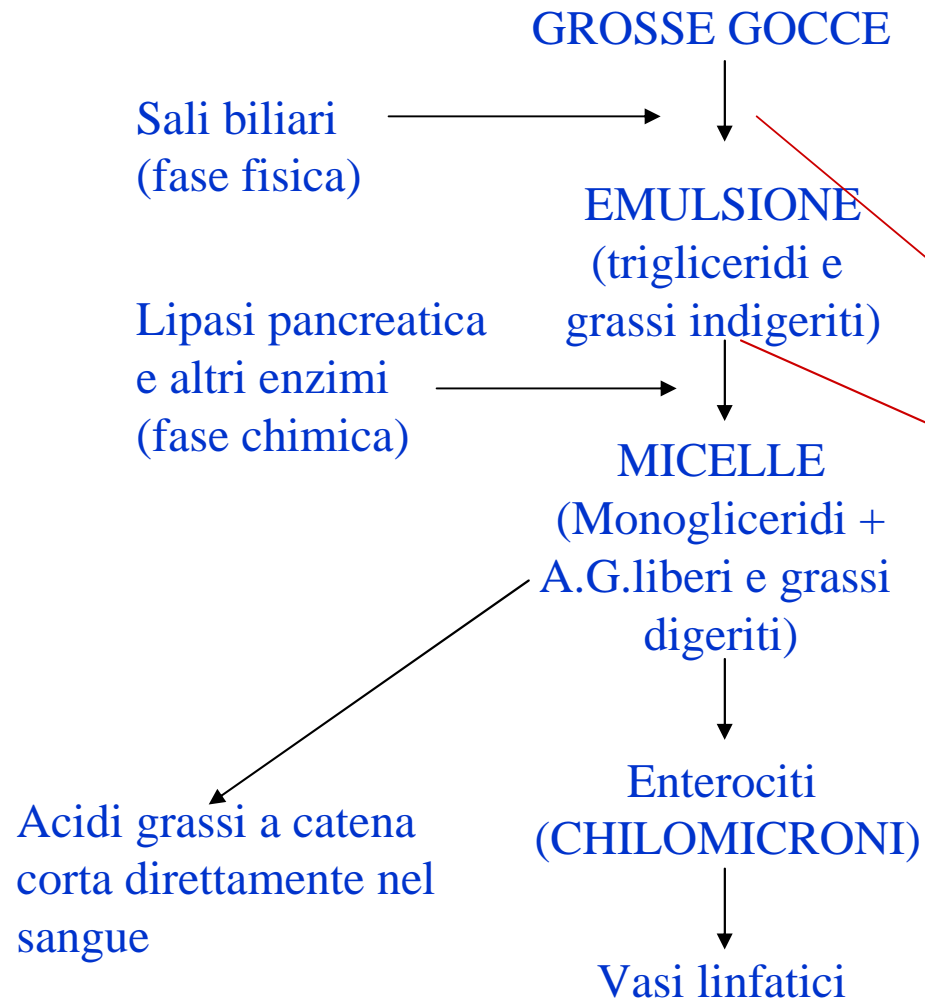 GROSSE GOCCE
Sali biliari
(fase fisica)
EMULSIONE
(trigliceridi e
grassi indigeriti)
Lipasi pancreatica
e altri enzimi
(fase chimica)
MICELLE
(Monogliceridi +
A.G.liberi e grassi
digeriti)
Enterociti
(CHILOMICRONI)
Acidi grassi a catena
corta direttamente nel
sangue
Vasi linfatici